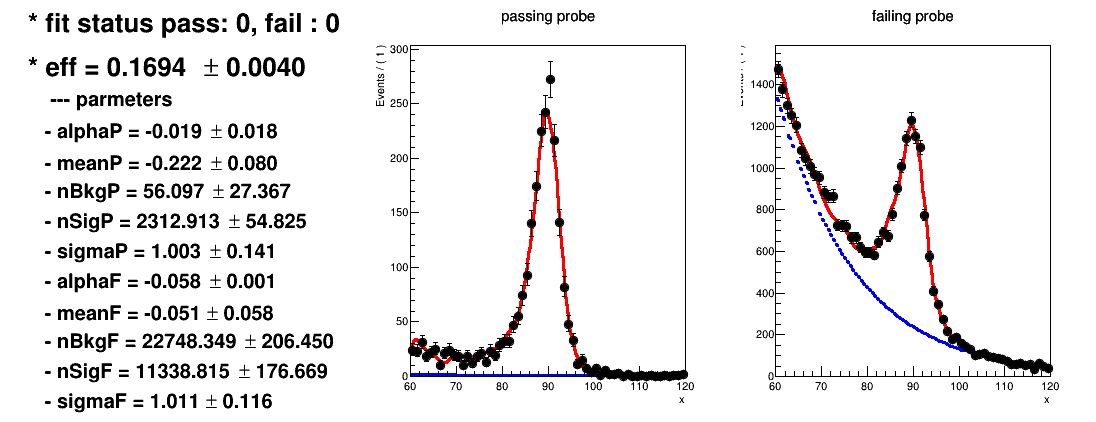 * fit status pass: 0, fail : 0
* eff = 0.1694 ± 0.0040
--- parmeters
- alphaP = -0.019 ± 0.018
- meanP = -0.222 ± 0.080
- nBkgP = 56.097 ± 27.367
- nSigP = 2312.913 ± 54.825
- sigmaP = 1.003 ± 0.141
- alphaF = -0.058 ± 0.001
- meanF = -0.051 ± 0.058
- nBkgF = 22748.349 ± 206.450
- nSigF = 11338.815 ± 176.669
- sigmaF = 1.011 ± 0.116
passing probe
Events / ( 1 )
300
250
200
150
100
50
0
60 70 80 90 100 110 120
x
failing probe
1400
1200
1000
800
600
400
200
0
60 70 80 90 100 110 120
x